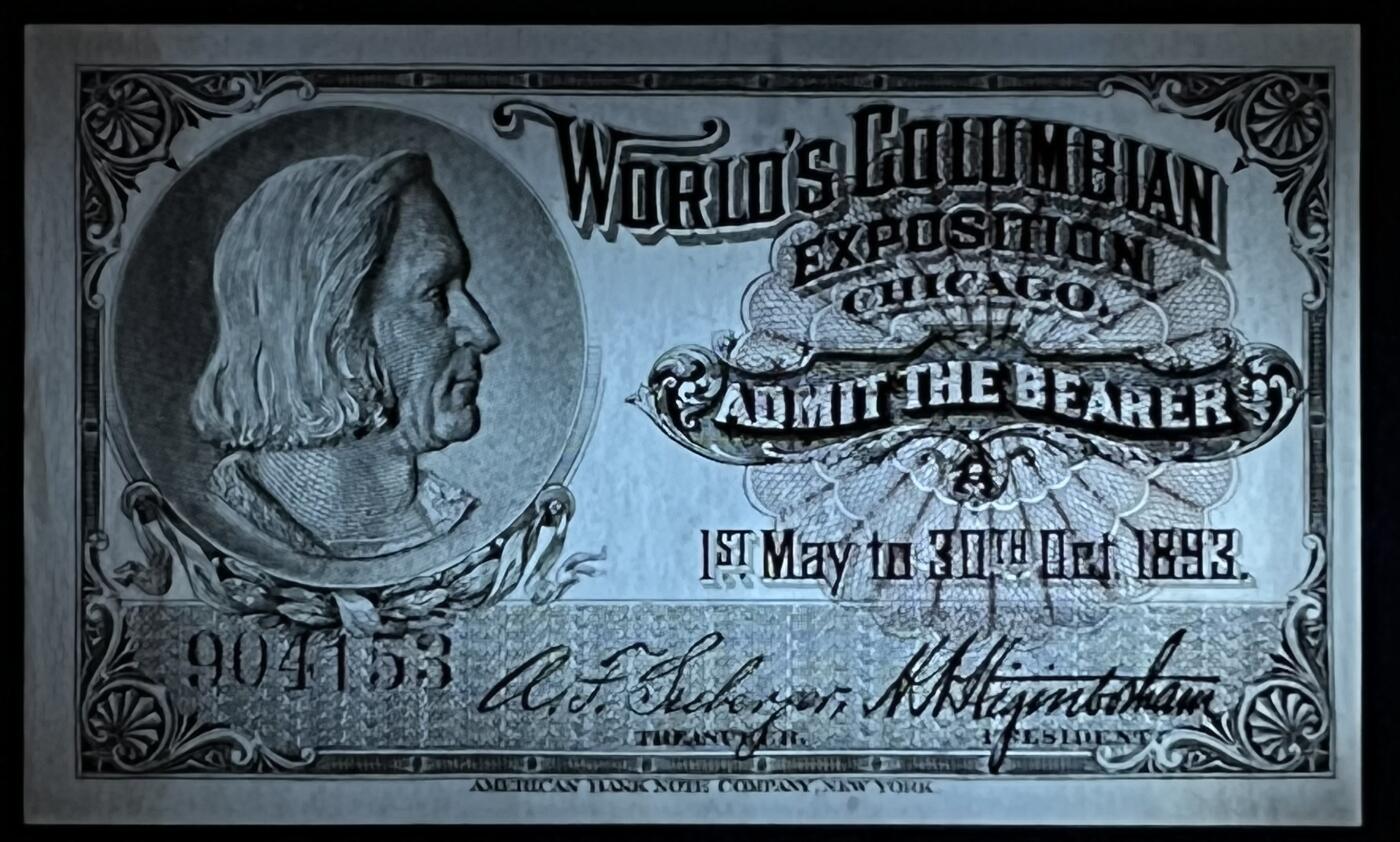 WORLD'S COLUMBIAN
EXPOSITION
CHICAGO,
ADMIT THE BEARER
A
1ST May to 30TH Oct. 1893.
904153
A. F. Seeberger, H N Higinbotham
TREASURER. PRESIDENT
AMERICAN BANK NOTE COMPANY, NEW YORK.